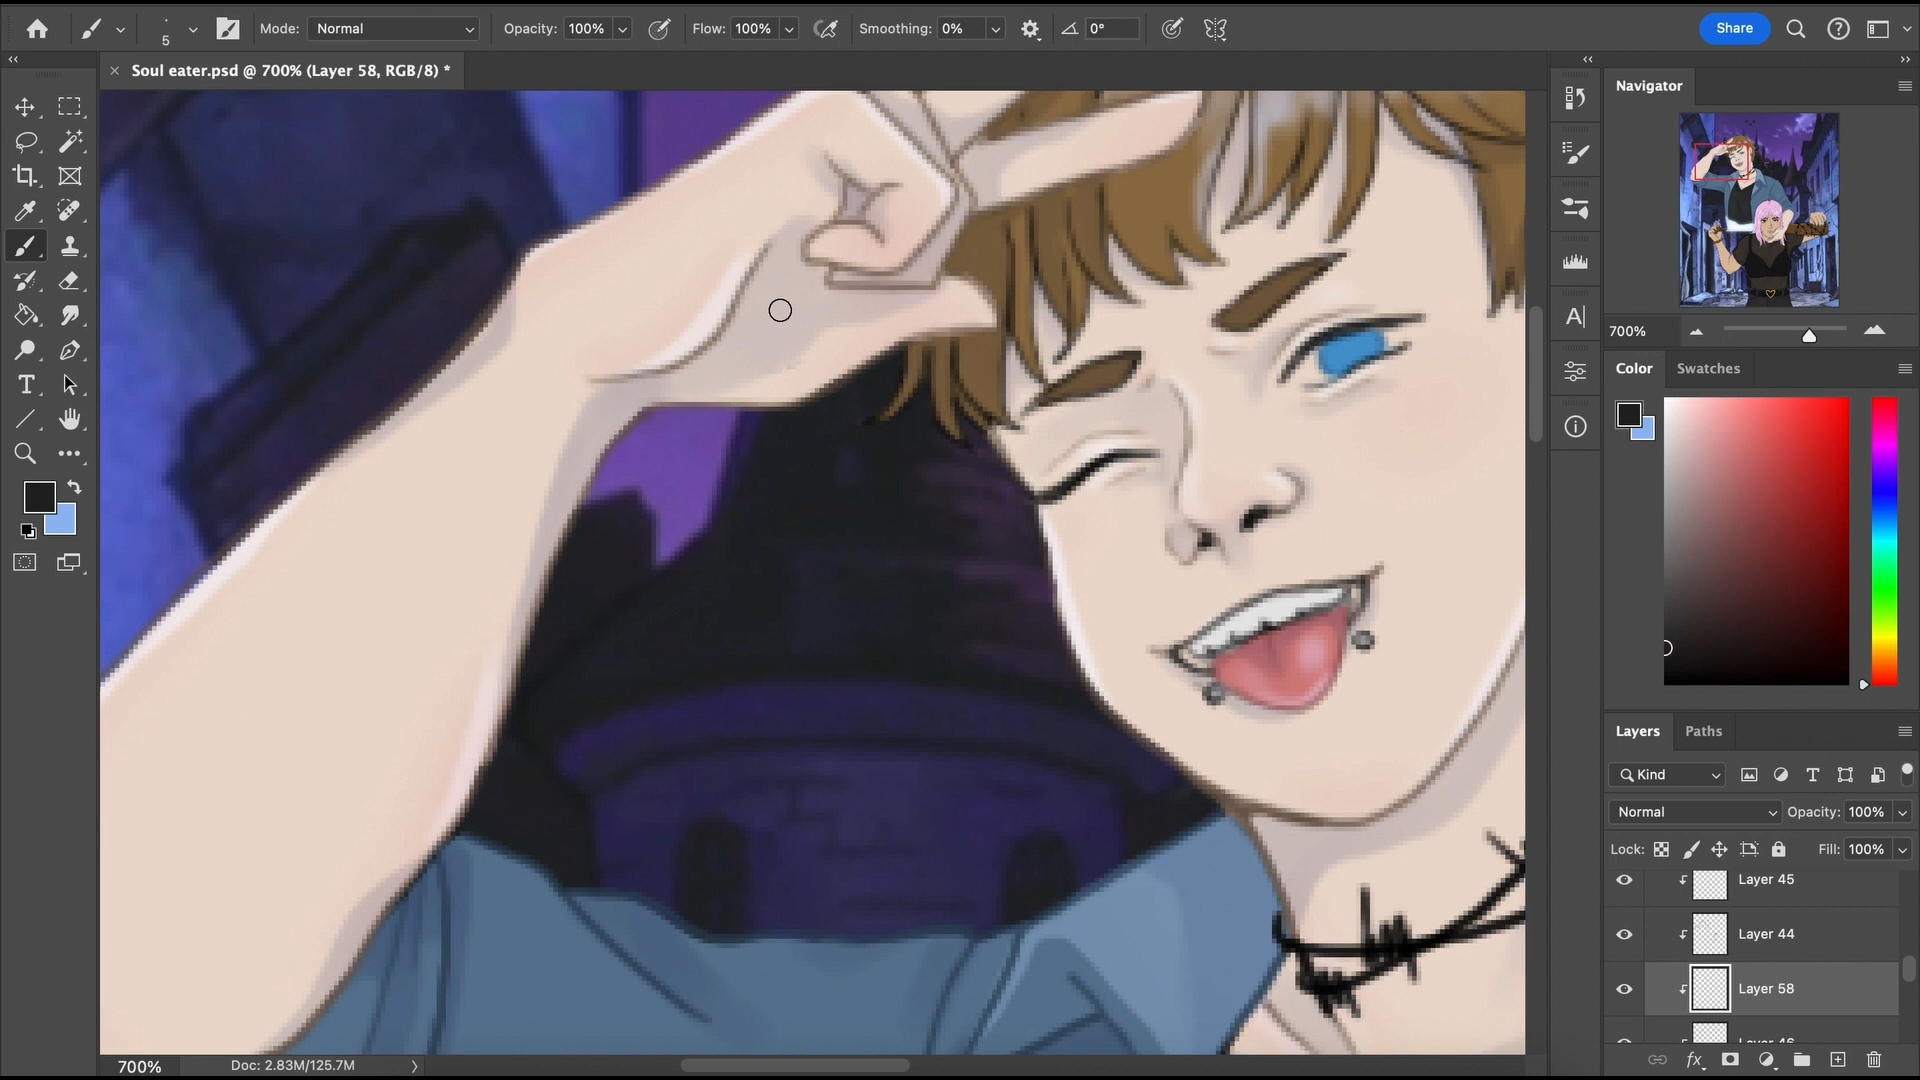 5 Mode: Normal Opacity: 100% Flow: 100% Smoothing: 0% 0° Share
× Soul eater.psd @ 700% (Layer 58, RGB/8) *
Navigator
700%
Color Swatches
Layers Paths
Kind
Normal Opacity: 100%
Lock: Fill: 100%
Layer 45
Layer 44
Layer 58
700% Doc: 2.83M/125.7M